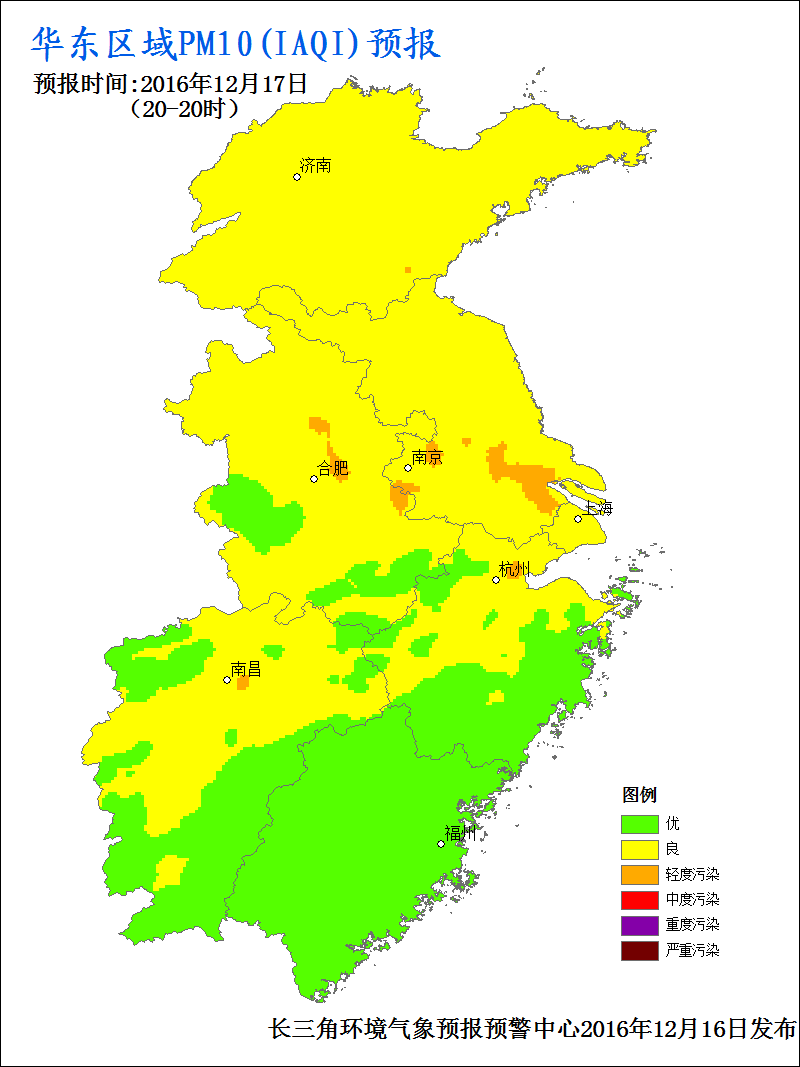 华东区域PM10(IAQI)预报
预报时间:2016年12月17日
（20-20时）
济南
南京
合肥
上海
杭州
南昌
福州
图例
优
良
轻度污染
中度污染
重度污染
严重污染
长三角环境气象预报预警中心2016年12月16日发布